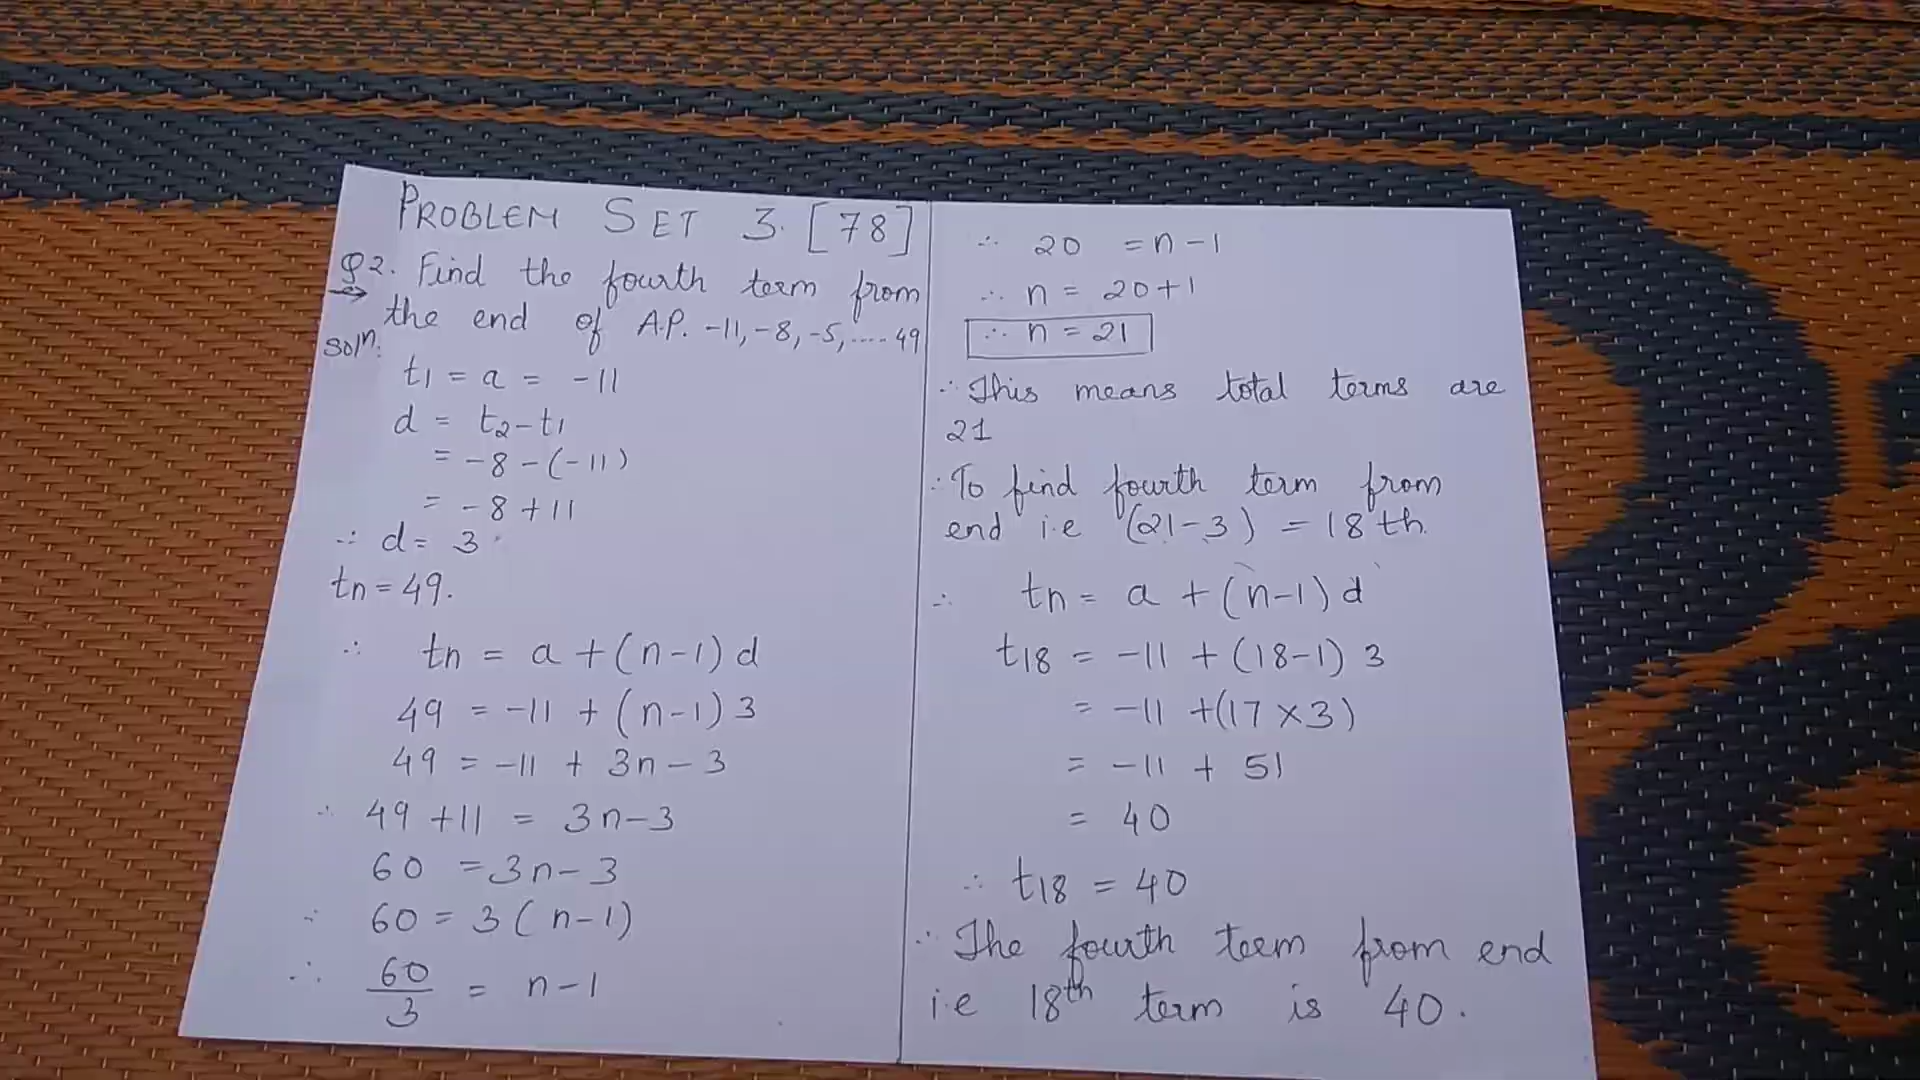 PROBLEM SET 3. [78]
Q2. Find the fourth term from
the end of A.P. -11, -8, -5, .... 49
soln.
t1 = a = -11
d = t2-t1
= -8-(-11)
= -8+11
∴ d= 3
tn=49.
∴ tn = a +(n-1) d
49 = -11 + (n-1) 3
49 = -11 + 3n-3
∴ 49 +11 = 3n-3
60 =3n-3
∴ 60 = 3 (n-1)
∴ 60/3 = n-1
∴ 20 =n-1
∴ n = 20+1
∴ n = 21
∴ This means total terms are
21
∴ To find fourth term from
end i.e (21-3) = 18th.
∴ tn = a +(n-1) d
t18 = -11 + (18-1) 3
= -11 +(17×3)
= -11 + 51
= 40
∴ t18 = 40
∴ The fourth term from end
i.e 18th term is 40.